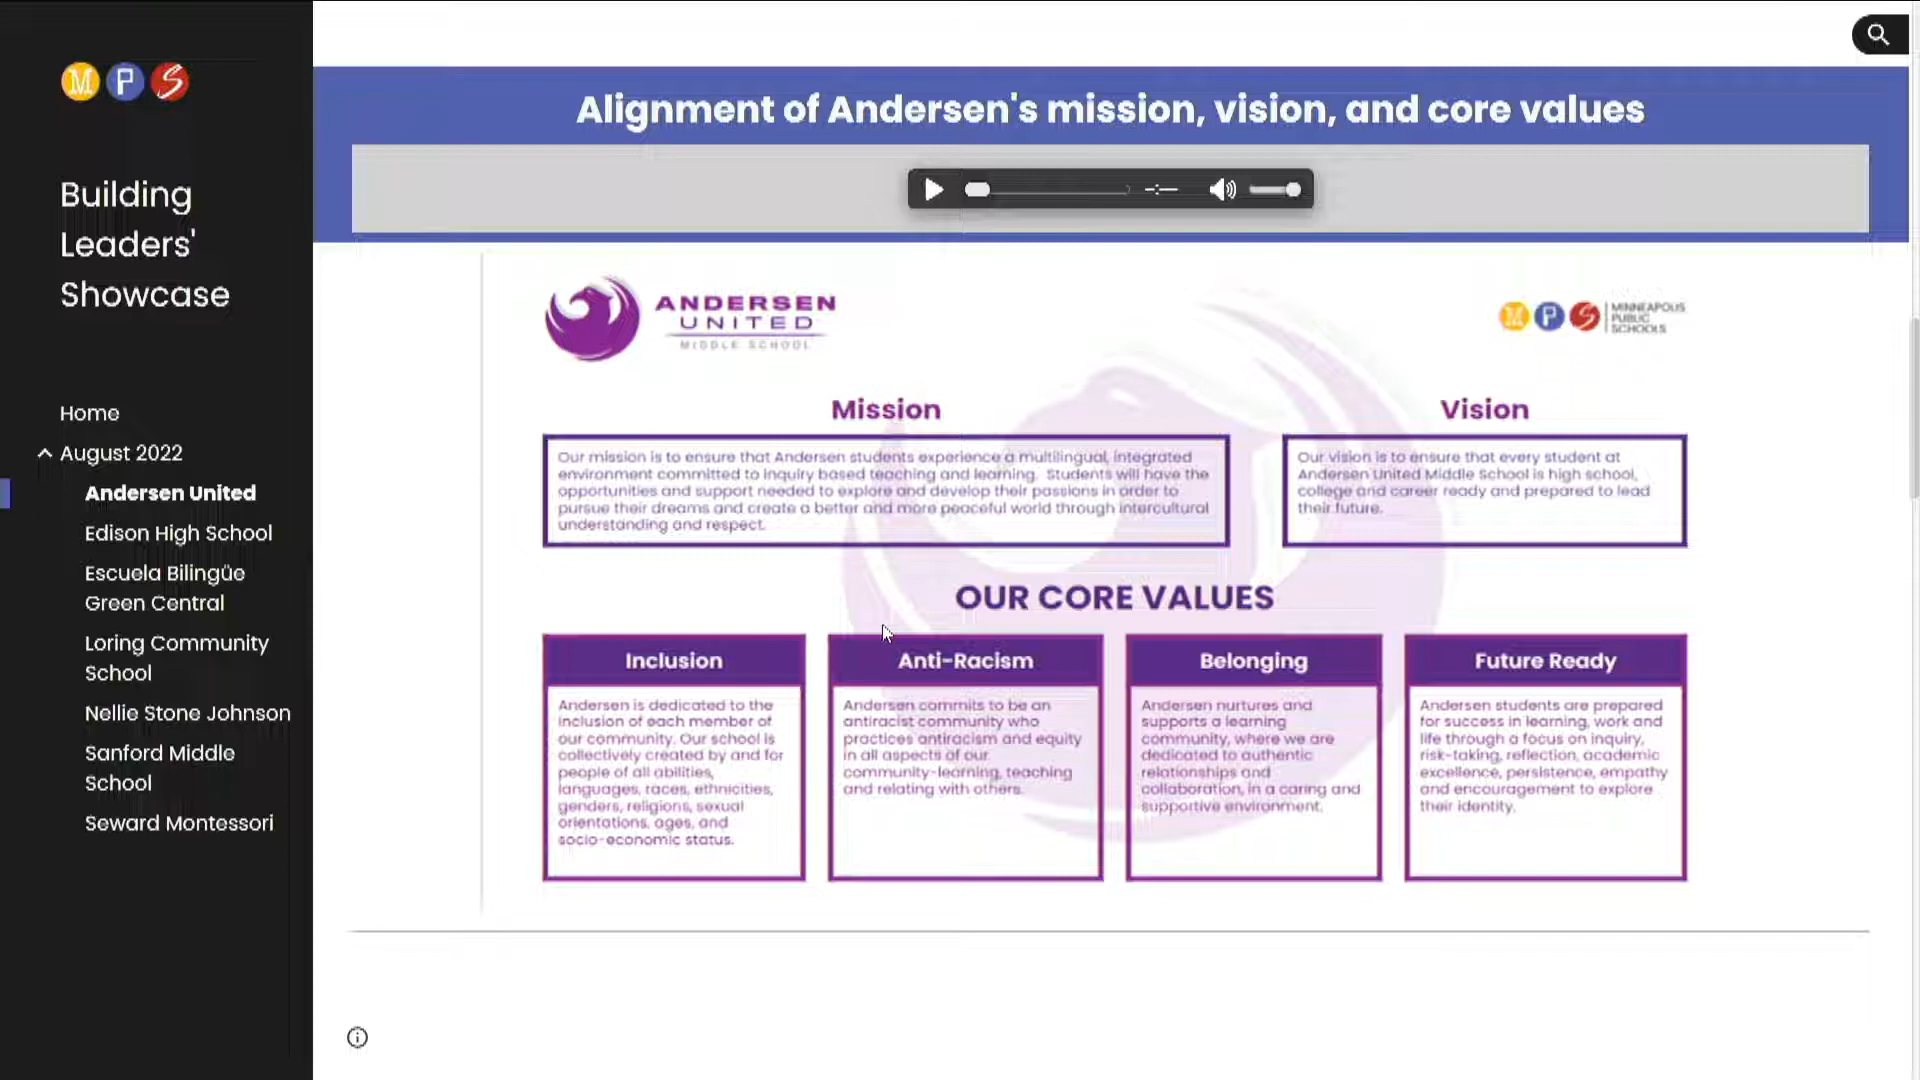 M P S
Building
Leaders'
Showcase
Home
August 2022
Andersen United
Edison High School
Escuela Bilingüe
Green Central
Loring Community
School
Nellie Stone Johnson
Sanford Middle
School
Seward Montessori
Alignment of Andersen's mission, vision, and core values
-:--
ANDERSEN
UNITED
MIDDLE SCHOOL
M P S
MINNEAPOLIS
PUBLIC
SCHOOLS
Mission
Our mission is to ensure that Andersen students experience a multilingual, integrated
environment committed to inquiry based teaching and learning. Students will have the
opportunities and support needed to explore and develop their passions in order to
pursue their dreams and create a better and more peaceful world through intercultural
understanding and respect.
Vision
Our vision is to ensure that every student at
Andersen United Middle School is high school,
college and career ready and prepared to lead
their future.
OUR CORE VALUES
Inclusion
Andersen is dedicated to the
inclusion of each member of
our community. Our school is
collectively created by and for
people of all abilities,
languages, races, ethnicities,
genders, religions, sexual
orientations, ages, and
socio-economic status.
Anti-Racism
Andersen commits to be an
antiracist community who
practices antiracism and equity
in all aspects of our
community-learning, teaching
and relating with others.
Belonging
Andersen nurtures and
supports a learning
community, where we are
dedicated to authentic
relationships and
collaboration, in a caring and
supportive environment.
Future Ready
Andersen students are prepared
for success in learning, work and
life through a focus on inquiry,
risk-taking, reflection, academic
excellence, persistence, empathy
and encouragement to explore
their identity.